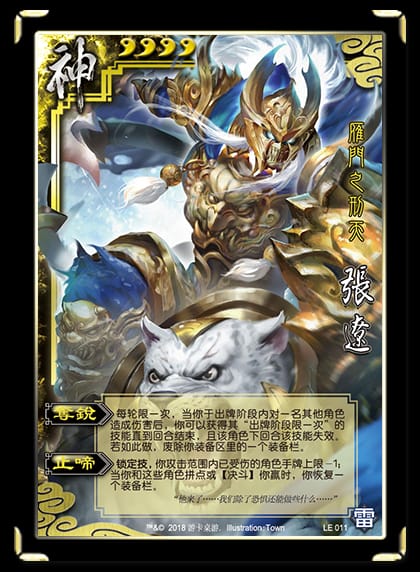 神
雁門之刑天
張遼
奪銳
每轮限一次，当你于出牌阶段内对一名其他角色
造成伤害后，你可以获得其“出牌阶段限一次”的
技能直到回合结束，且该角色下回合该技能失效。
若如此做，废除你装备区里的一个装备栏。
止啼
锁定技，你攻击范围内已受伤的角色手牌上限-1；
当你和这些角色拼点或【决斗】你赢时，你恢复一
个装备栏。
“他来了……我们除了恐惧还能做些什么……”
雷
™&© 2018 游卡桌游. Illustration: Town
LE 011